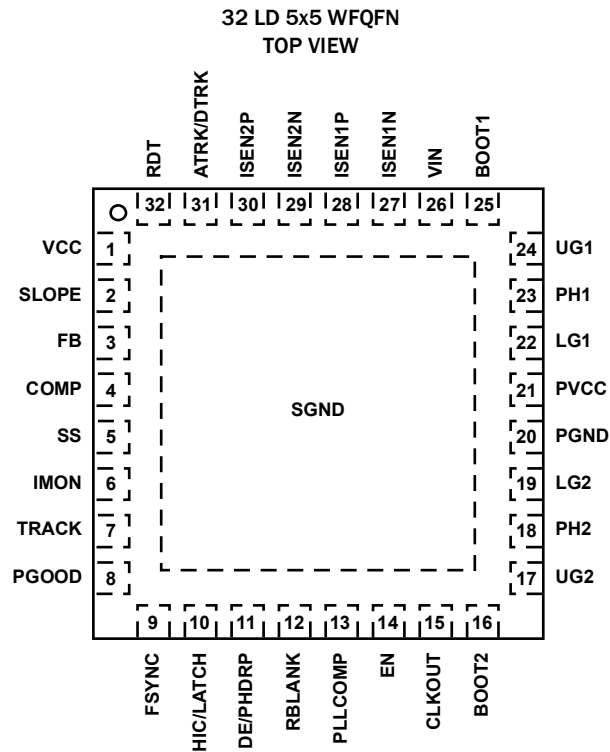 32 LD 5x5 WFQFN
TOP VIEW
RDT
ATRK/DTRK
ISEN2P
ISEN2N
ISEN1P
ISEN1N
VIN
BOOT1
32 31 30 29 28 27 26 25
VCC 1 24 UG1
SLOPE 2 23 PH1
FB 3 22 LG1
COMP 4 21 PVCC
SGND
SS 5 20 PGND
IMON 6 19 LG2
TRACK 7 18 PH2
PGOOD 8 17 UG2
9 10 11 12 13 14 15 16
FSYNC
HIC/LATCH
DE/PHDRP
RBLANK
PLLCOMP
EN
CLKOUT
BOOT2